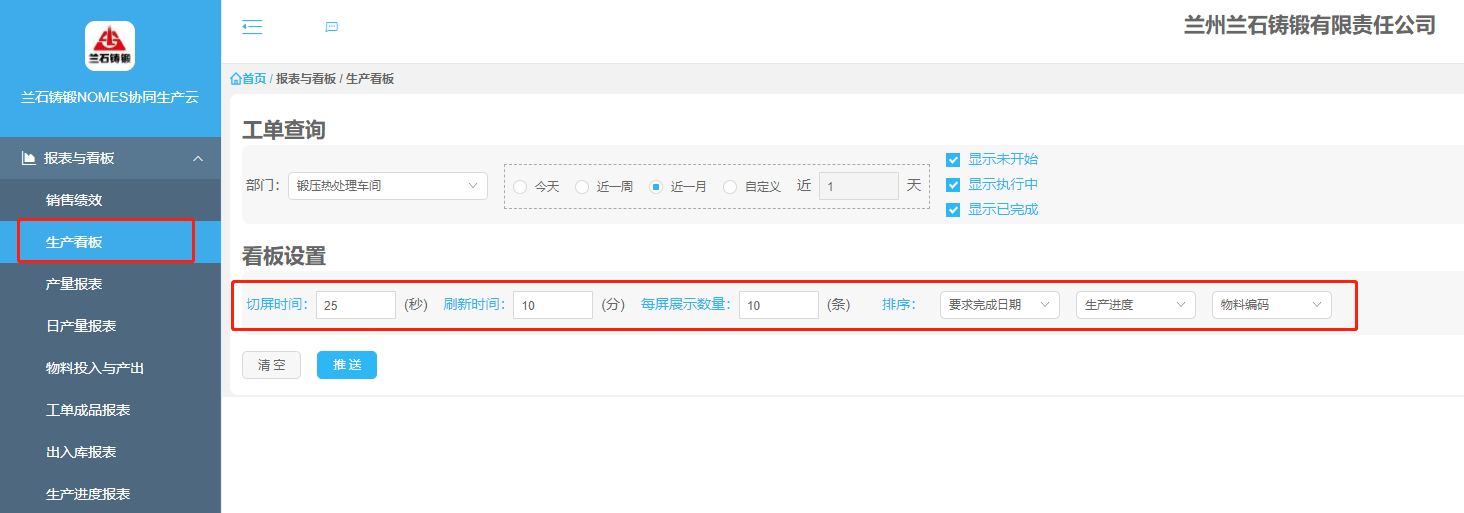 兰石铸锻
兰石铸锻NOMES协同生产云
报表与看板
销售绩效
生产看板
产量报表
日产量报表
物料投入与产出
工单成品报表
出入库报表
生产进度报表
兰州兰石铸锻有限责任公司
首页 / 报表与看板 / 生产看板
工单查询
部门: 锻压热处理车间 今天 近一周 近一月 自定义 近 1 天
显示未开始
显示执行中
显示已完成
看板设置
切屏时间: 25 (秒) 刷新时间: 10 (分) 每屏展示数量: 10 (条) 排序: 要求完成日期 生产进度 物料编码
清 空 推 送